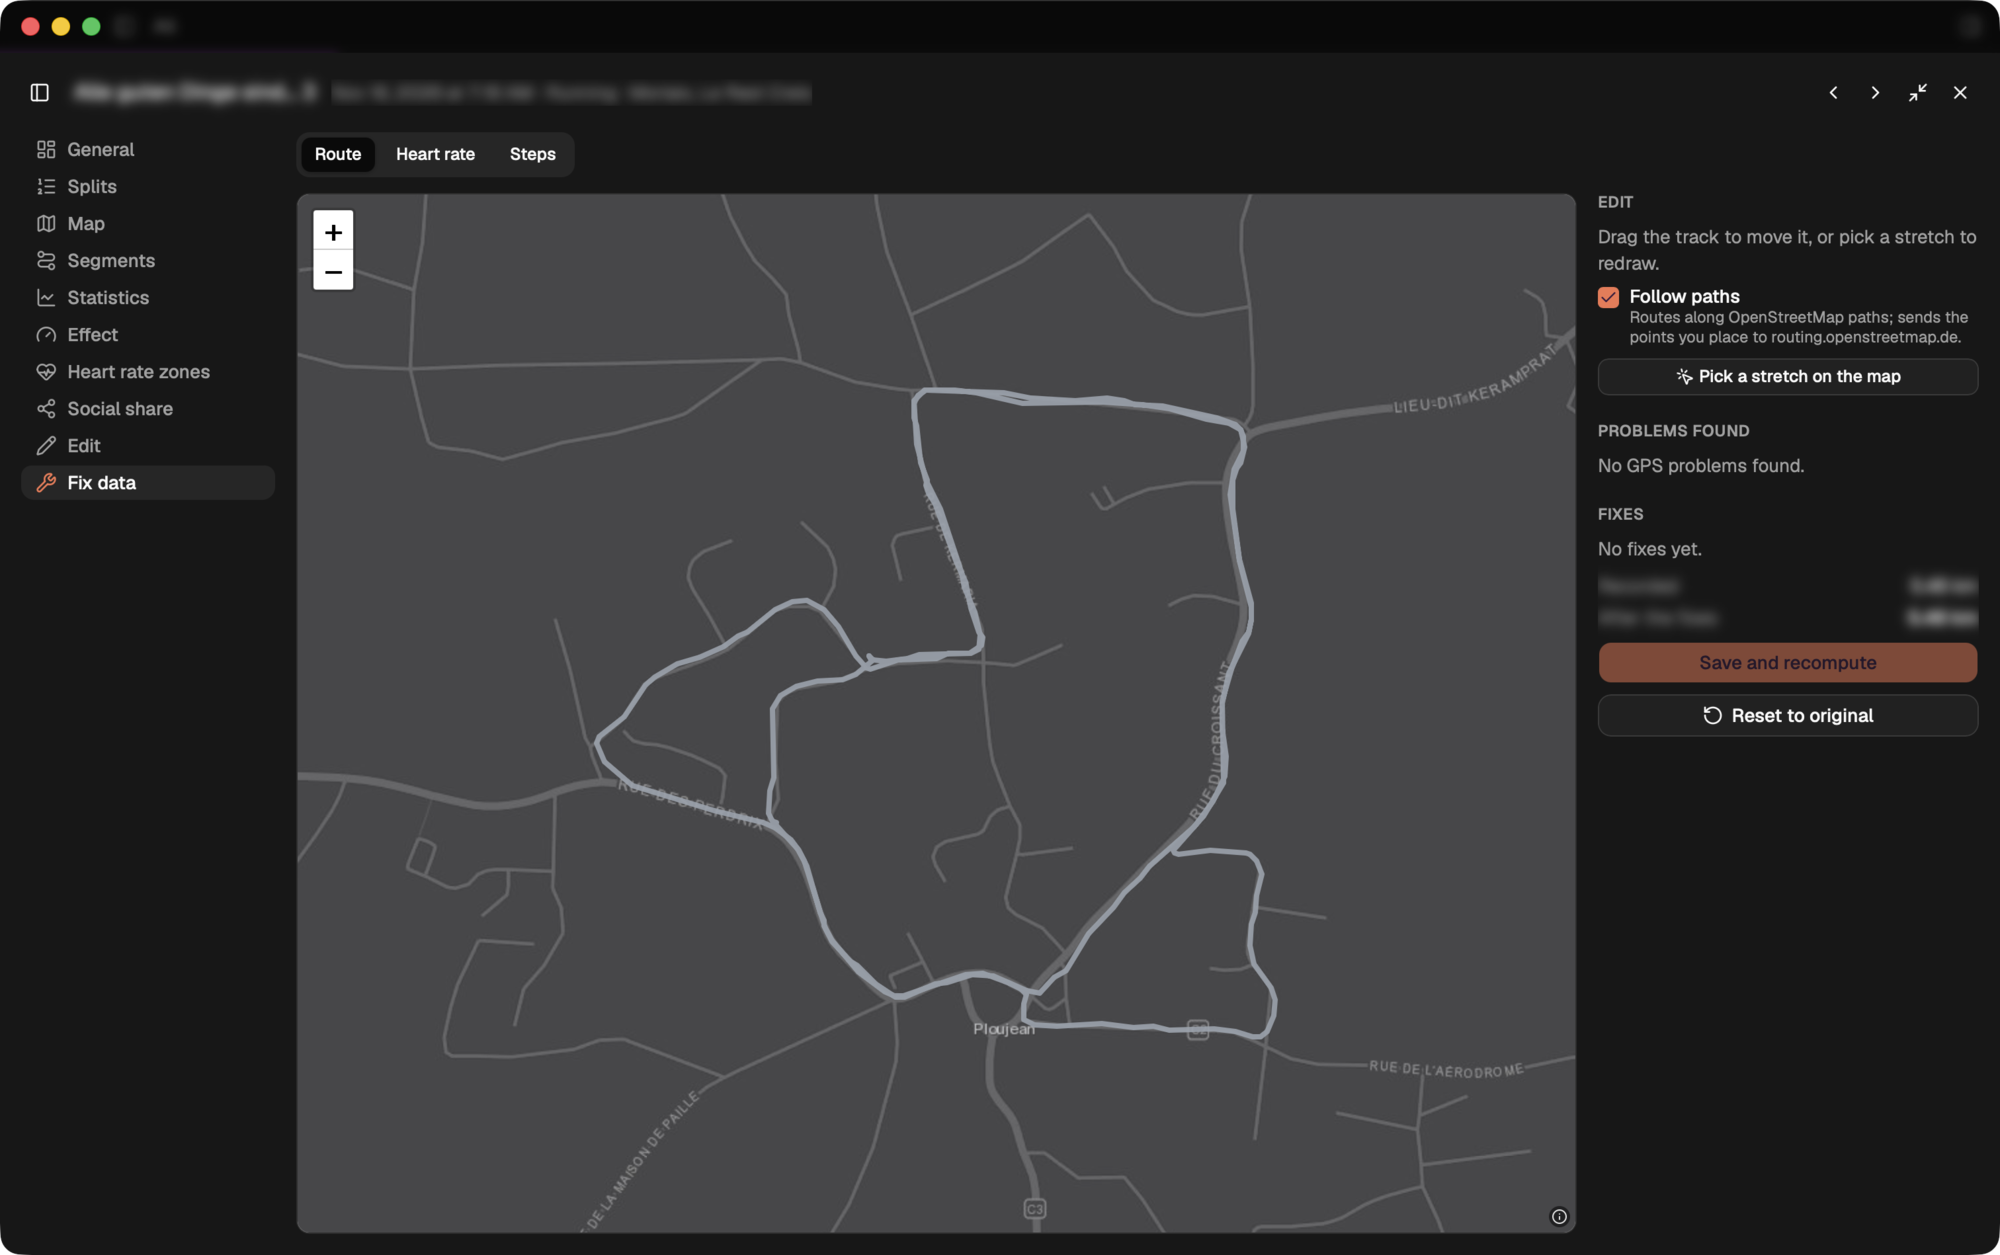 General
Splits
Map
Segments
Statistics
Effect
Heart rate zones
Social share
Edit
Fix data
Route
Heart rate
Steps
+
−
LIEU-DIT KERAMPRAT
RUE DU CROISSANT
RUE DES PERDRIX
Ploujean
C2
RUE DE L'AÉRODROME
DE LA MAISON DE PAILLE
C3
EDIT
Drag the track to move it, or pick a stretch to
redraw.
Follow paths
Routes along OpenStreetMap paths; sends the
points you place to routing.openstreetmap.de.
Pick a stretch on the map
PROBLEMS FOUND
No GPS problems found.
FIXES
No fixes yet.
Save and recompute
Reset to original